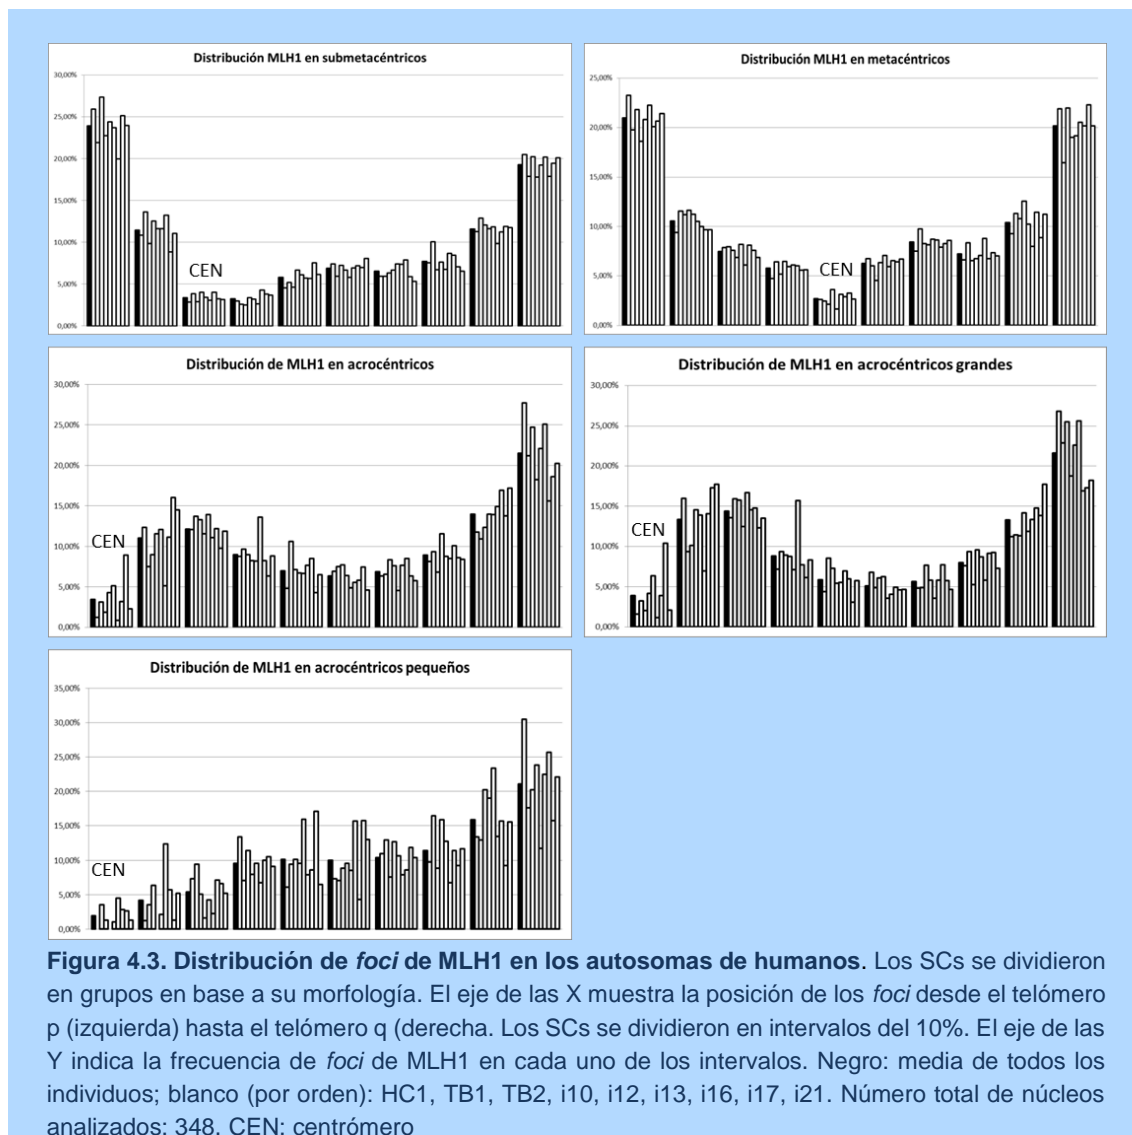 Distribución MLH1 en submetacéntricos
30,00%
25,00%
20,00%
15,00%
10,00%
5,00%
0,00%
CEN
Distribución MLH1 en metacéntricos
25,00%
20,00%
15,00%
10,00%
5,00%
0,00%
CEN
Distribución de MLH1 en acrocéntricos
30,00%
25,00%
20,00%
15,00%
10,00%
5,00%
0,00%
CEN
Distribución de MLH1 en acrocéntricos grandes
30,00%
25,00%
20,00%
15,00%
10,00%
5,00%
0,00%
CEN
Distribución de MLH1 en acrocéntricos pequeños
35,00%
30,00%
25,00%
20,00%
15,00%
10,00%
5,00%
0,00%
CEN
Figura 4.3. Distribución de foci de MLH1 en los autosomas de humanos. Los SCs se dividieron
en grupos en base a su morfología. El eje de las X muestra la posición de los foci desde el telómero
p (izquierda) hasta el telómero q (derecha. Los SCs se dividieron en intervalos del 10%. El eje de las
Y indica la frecuencia de foci de MLH1 en cada uno de los intervalos. Negro: media de todos los
individuos; blanco (por orden): HC1, TB1, TB2, i10, i12, i13, i16, i17, i21. Número total de núcleos
analizados: 348. CEN: centrómero